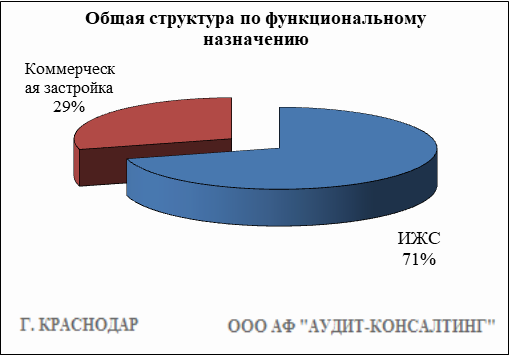 Общая структура по функциональному
назначению
Коммерческ
ая застройка
29%
ИЖС
71%
Г. КРАСНОДАР
ООО АФ "АУДИТ-КОНСАЛТИНГ"